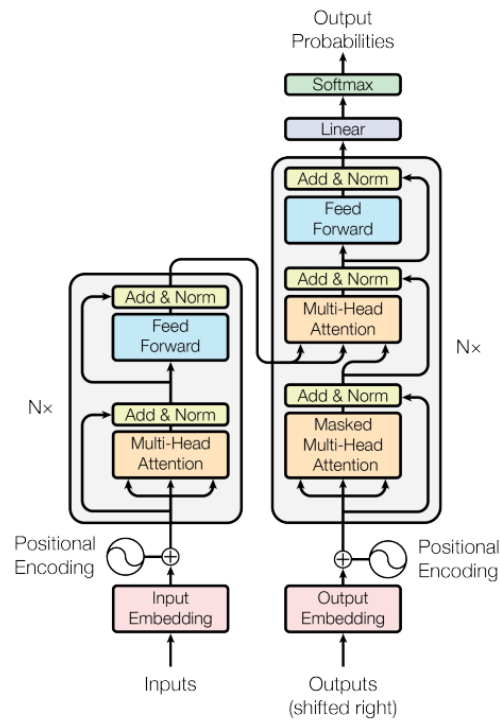 Output
Probabilities
Softmax
Linear
Add & Norm
Feed
Forward
Add & Norm
Multi-Head
Attention
Add & Norm
Masked
Multi-Head
Attention
N×
Positional
Encoding
Output
Embedding
Outputs
(shifted right)
Add & Norm
Feed
Forward
Add & Norm
Multi-Head
Attention
N×
Positional
Encoding
Input
Embedding
Inputs